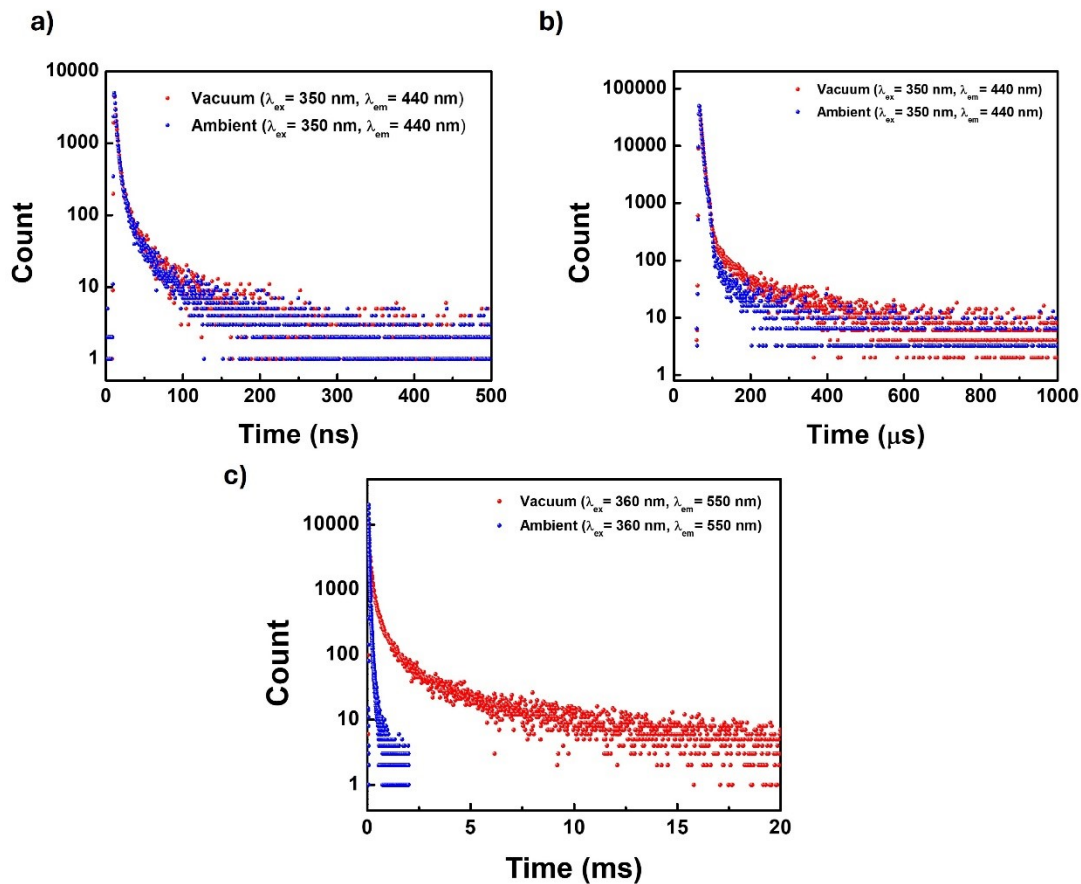 a)
10000
1000
100
10
1
Count
Vacuum (λex= 350 nm, λem= 440 nm)
Ambient (λex= 350 nm, λem= 440 nm)
0 100 200 300 400 500
Time (ns)
b)
100000
10000
1000
100
10
1
Count
Vacuum (λex= 350 nm, λem= 440 nm)
Ambient (λex= 350 nm, λem= 440 nm)
0 200 400 600 800 1000
Time (μs)
c)
10000
1000
100
10
1
Count
Vacuum (λex= 360 nm, λem= 550 nm)
Ambient (λex= 360 nm, λem= 550 nm)
0 5 10 15 20
Time (ms)